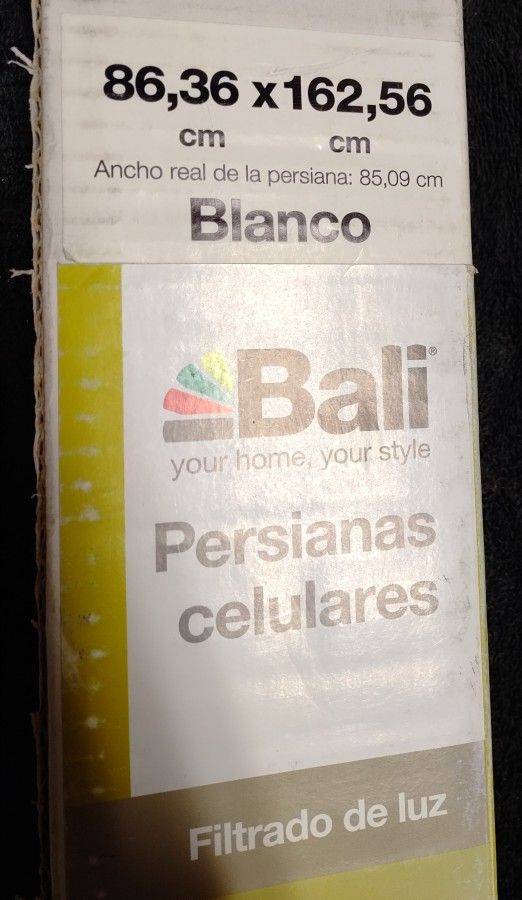 86,36 x162,56
cm cm
Ancho real de la persiana: 85,09 cm
Blanco
Bali®
your home, your style
Persianas
celulares
Filtrado de luz